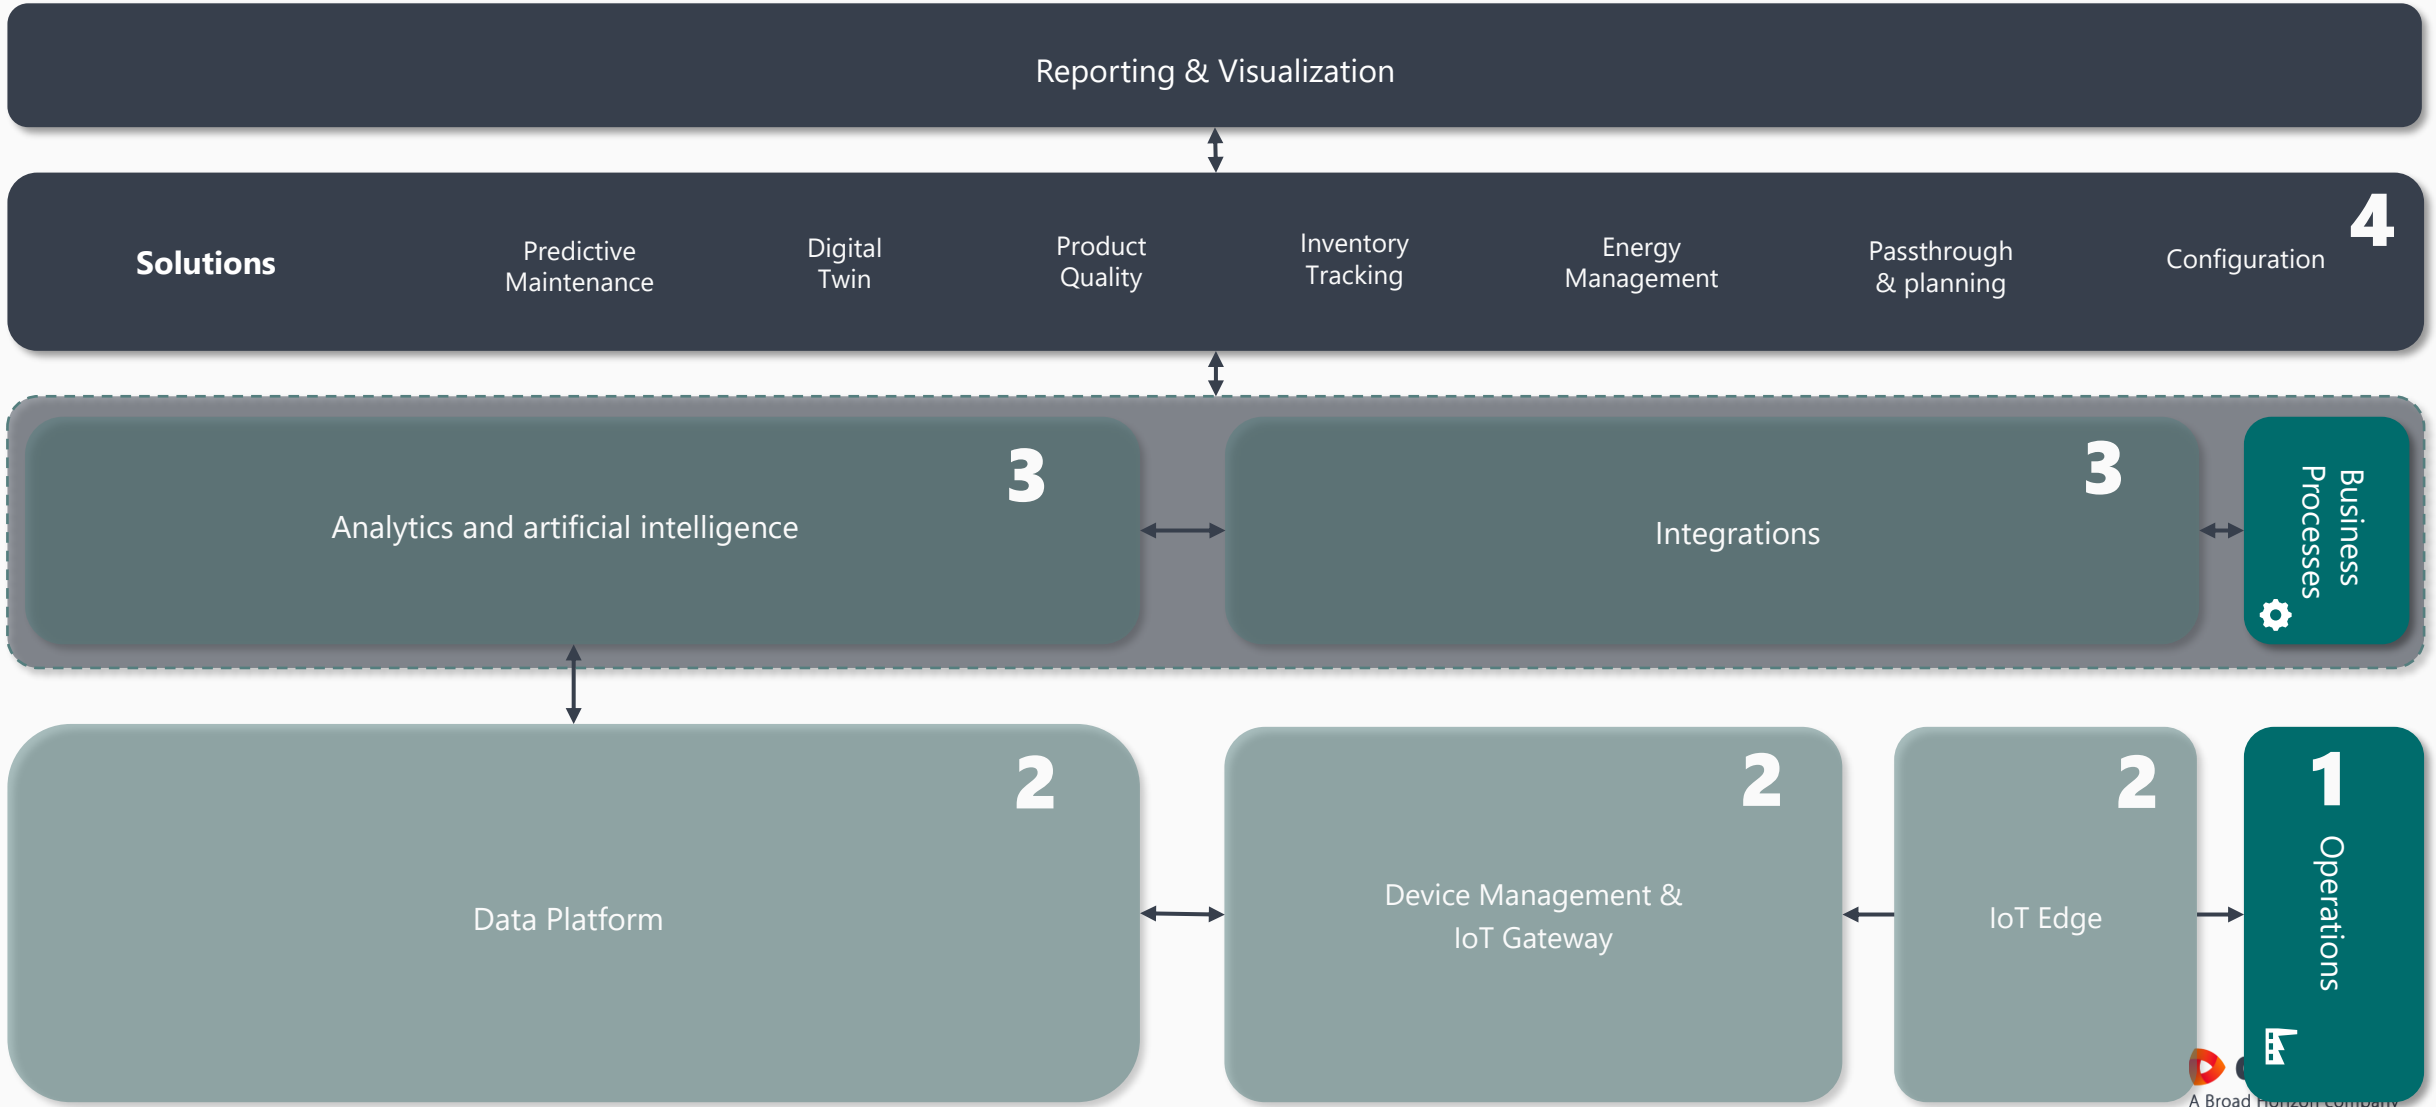 Reporting & Visualization
4
Solutions
Predictive
Maintenance
Digital
Twin
Product
Quality
Inventory
Tracking
Energy
Management
Passthrough
& planning
Configuration
3
Analytics and artificial intelligence
3
Integrations
Business
Processes
2
Data Platform
2
Device Management &
IoT Gateway
2
IoT Edge
1
Operations
A Broad Horizon company